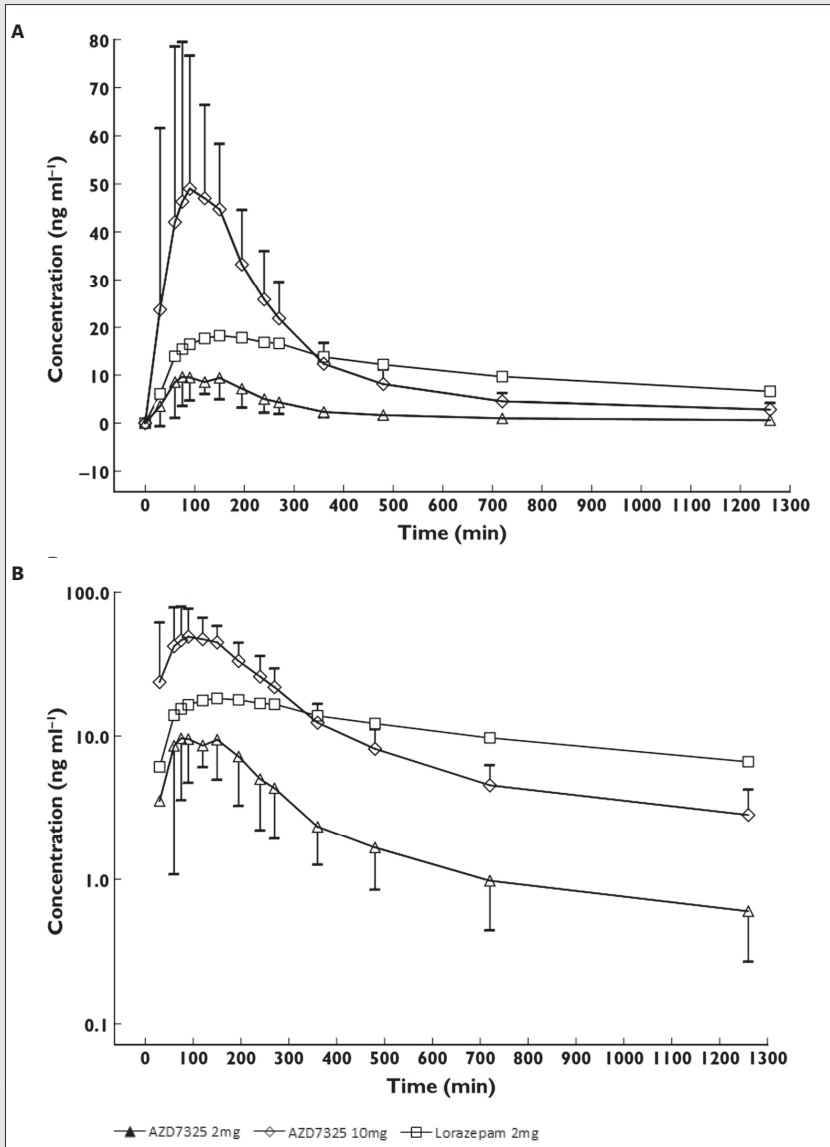 A
80
70
60
50
40
30
20
10
0
−10
Concentration (ng ml⁻¹)
0 100 200 300 400 500 600 700 800 900 1000 1100 1200 1300
Time (min)
B
100.0
10.0
1.0
0.1
Concentration (ng ml⁻¹)
0 100 200 300 400 500 600 700 800 900 1000 1100 1200 1300
Time (min)
AZD7325 2mg AZD7325 10mg Lorazepam 2mg